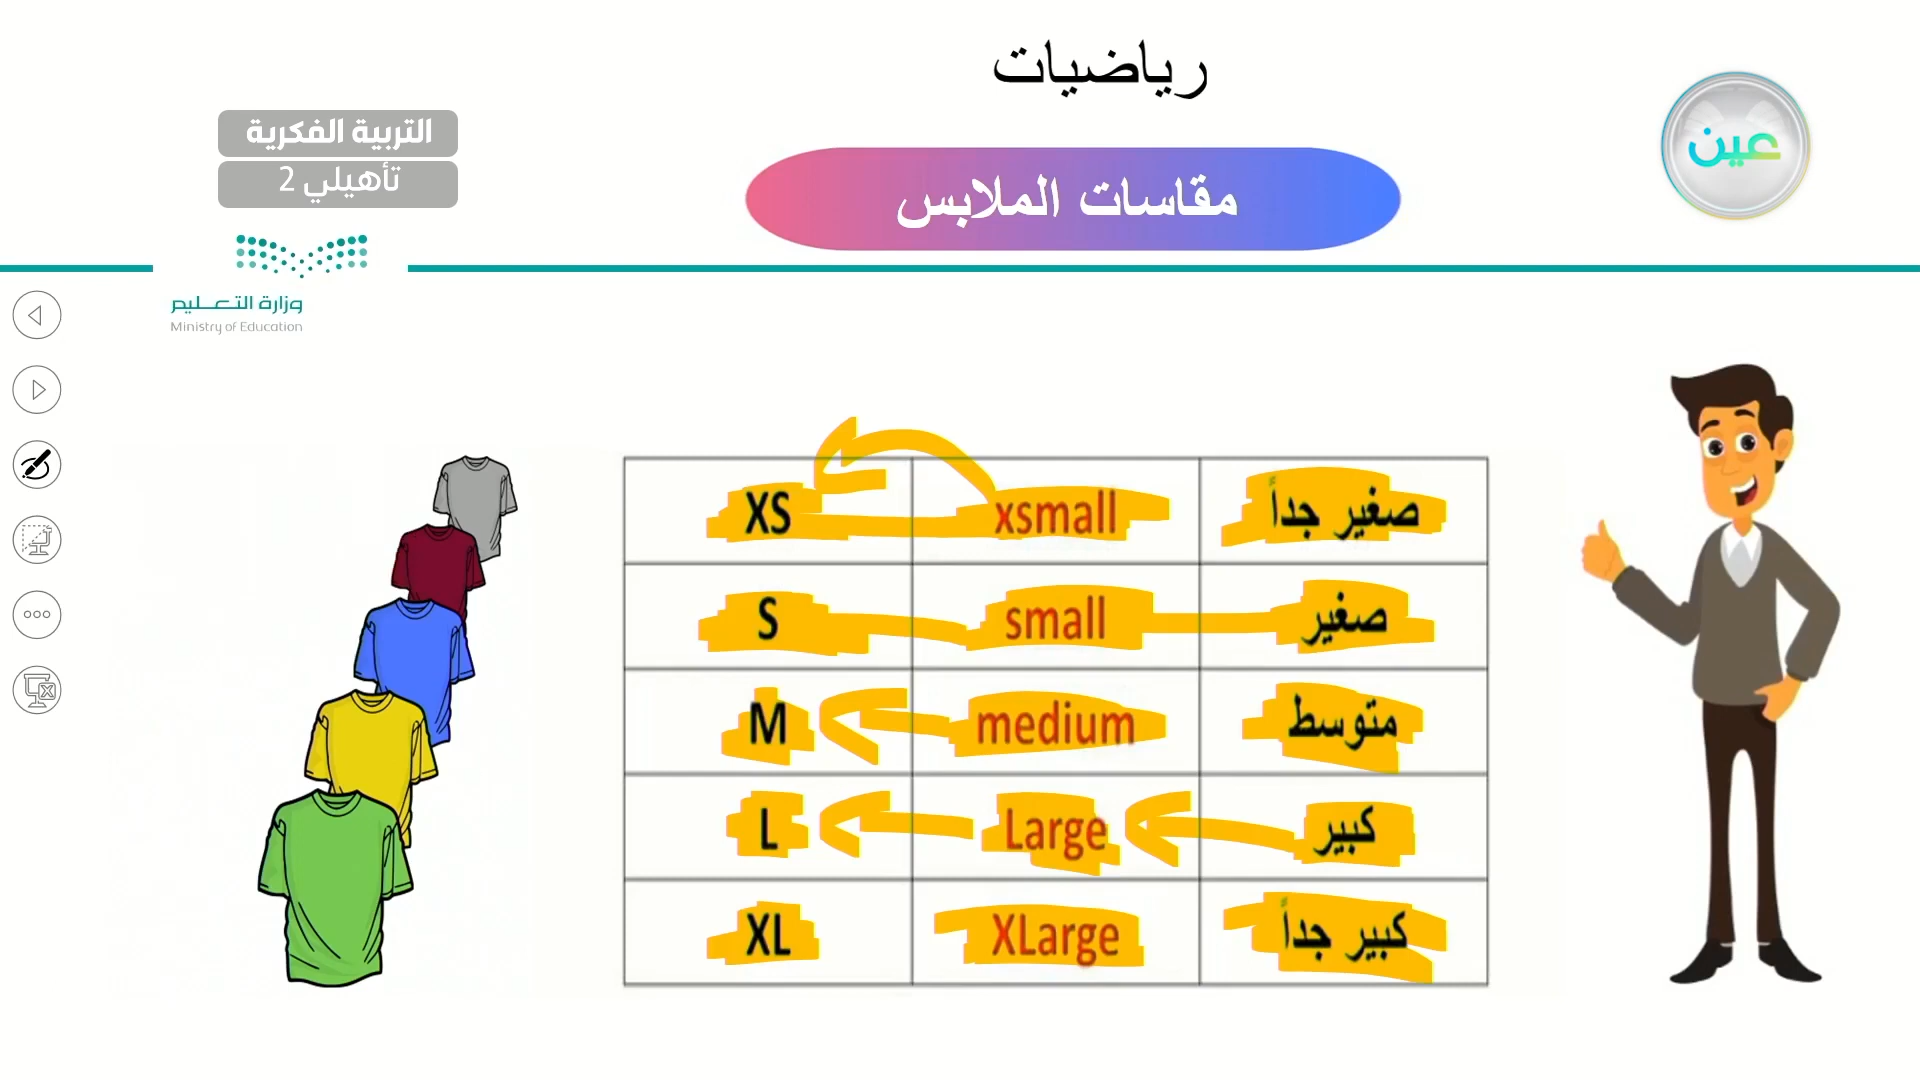 رياضيات
عين
التربية الفكرية
تأهيلي 2
مقاسات الملابس
وزارة التعليم
Ministry of Education
صغير جداً xsmall XS
صغير small S
متوسط medium M
كبير Large L
كبير جداً XLarge XL